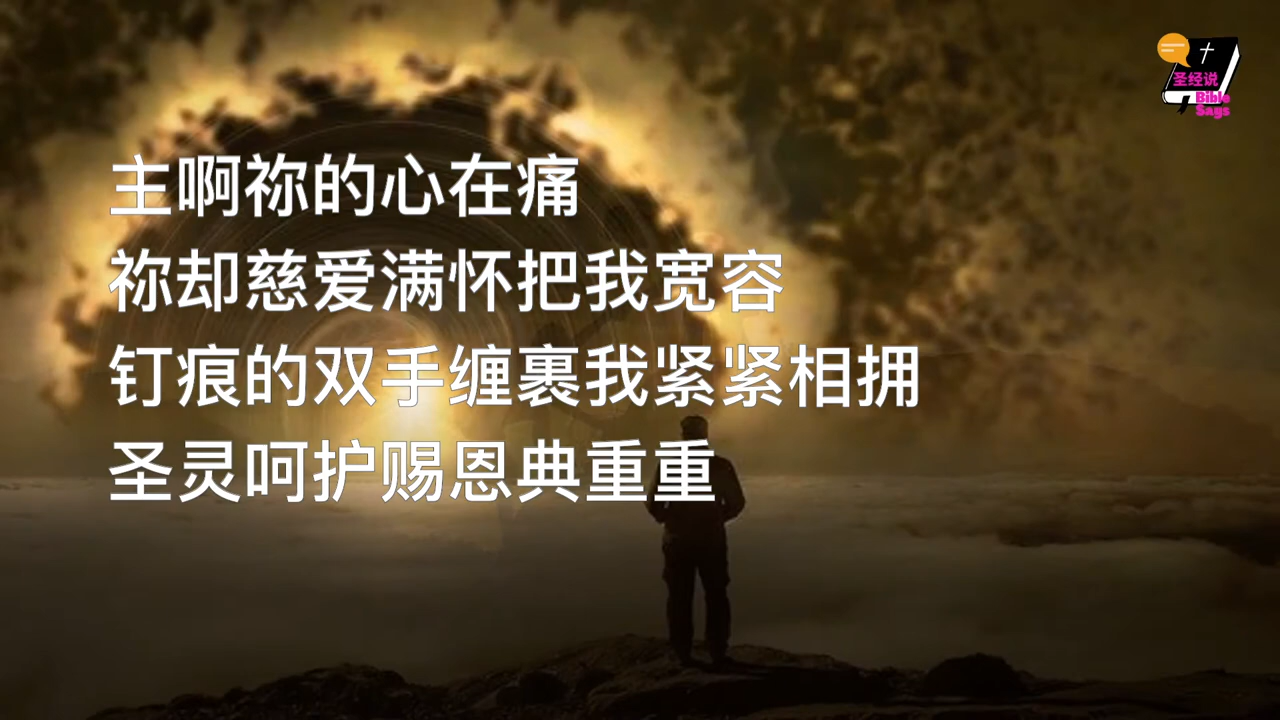 主啊祢的心在痛
祢却慈爱满怀把我宽容
钉痕的双手缠裹我紧紧相拥
圣灵呵护赐恩典重重
圣经说
Bible
Says